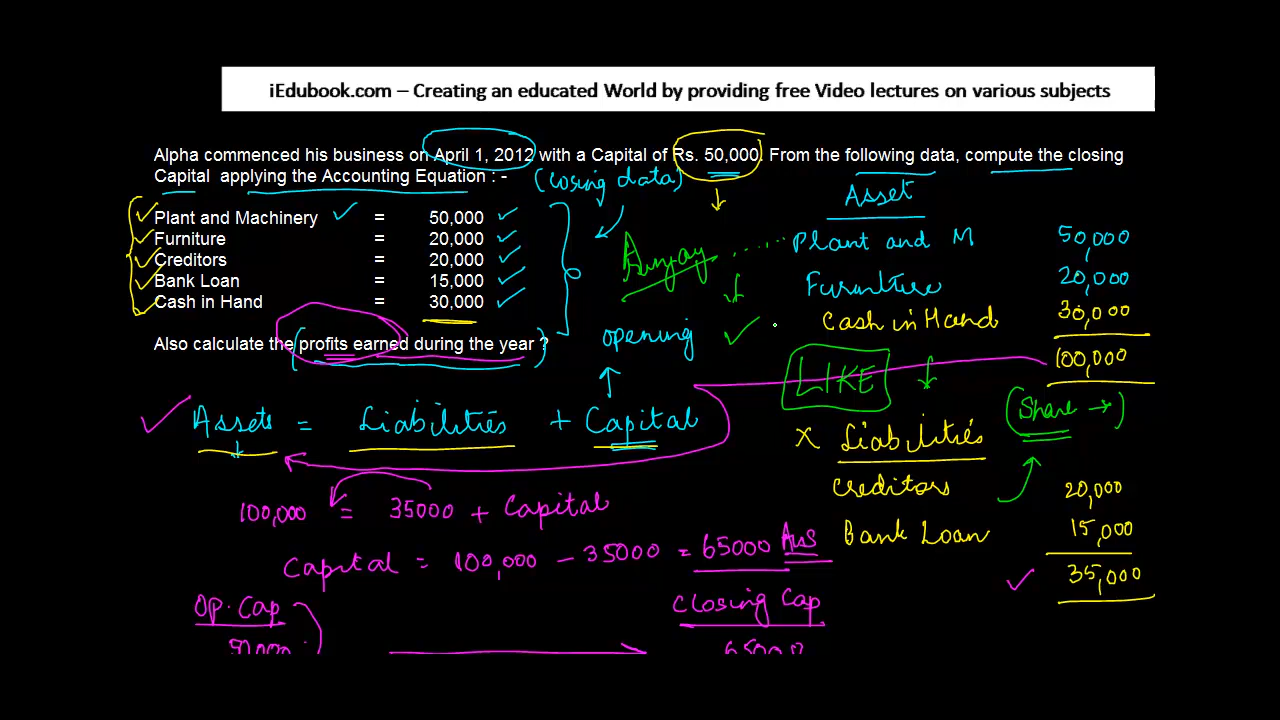 iEdubook.com – Creating an educated World by providing free Video lectures on various subjects
Alpha commenced his business on April 1, 2012 with a Capital of Rs. 50,000. From the following data, compute the closing
Capital applying the Accounting Equation : -
(closing data)
Plant and Machinery = 50,000
Furniture = 20,000
Creditors = 20,000
Bank Loan = 15,000
Cash in Hand = 30,000
Also calculate the (profits earned during the year) ?
opening
Assets = Liabilities + Capital
100,000 = 35000 + Capital
Capital = 100,000 - 35000 = 65000 Ans
Op. Cap
50000
Closing Cap
65000
Asset
Plant and M 50,000
Furniture 20,000
Cash in Hand 30,000
100,000
LIKE
Share →
X Liabilities
Creditors 20,000
Bank Loan 15,000
35,000